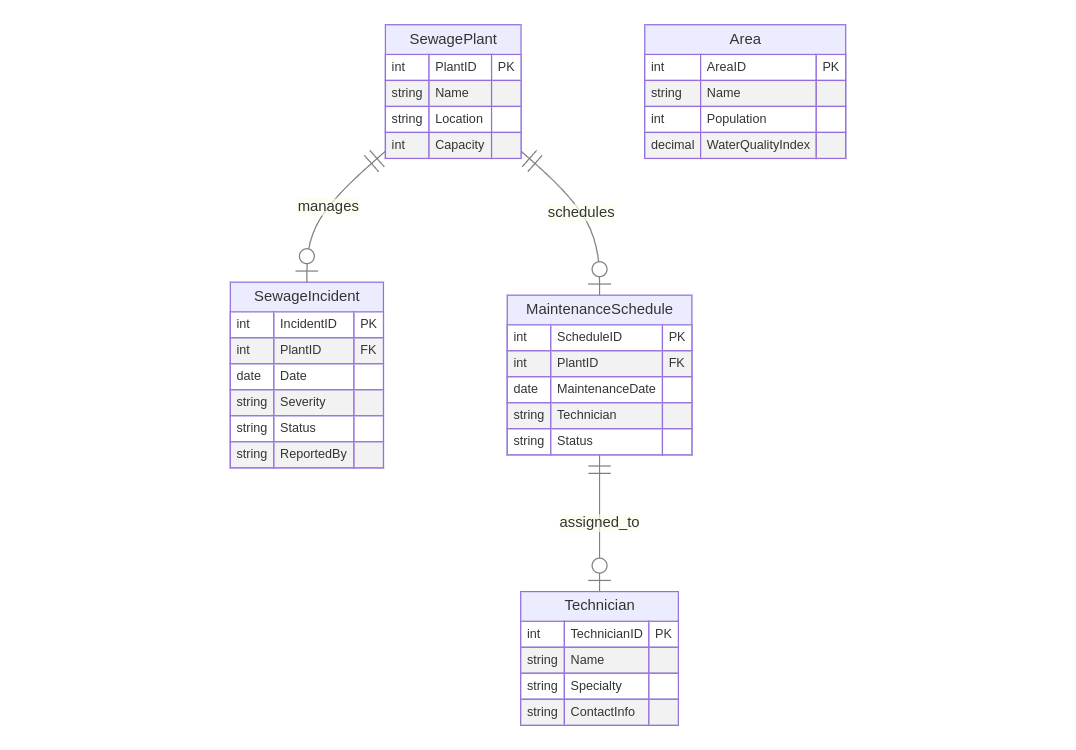 SewagePlant
int PlantID PK
string Name
string Location
int Capacity
Area
int AreaID PK
string Name
int Population
decimal WaterQualityIndex
manages
schedules
SewageIncident
int IncidentID PK
int PlantID FK
date Date
string Severity
string Status
string ReportedBy
MaintenanceSchedule
int ScheduleID PK
int PlantID FK
date MaintenanceDate
string Technician
string Status
assigned_to
Technician
int TechnicianID PK
string Name
string Specialty
string ContactInfo